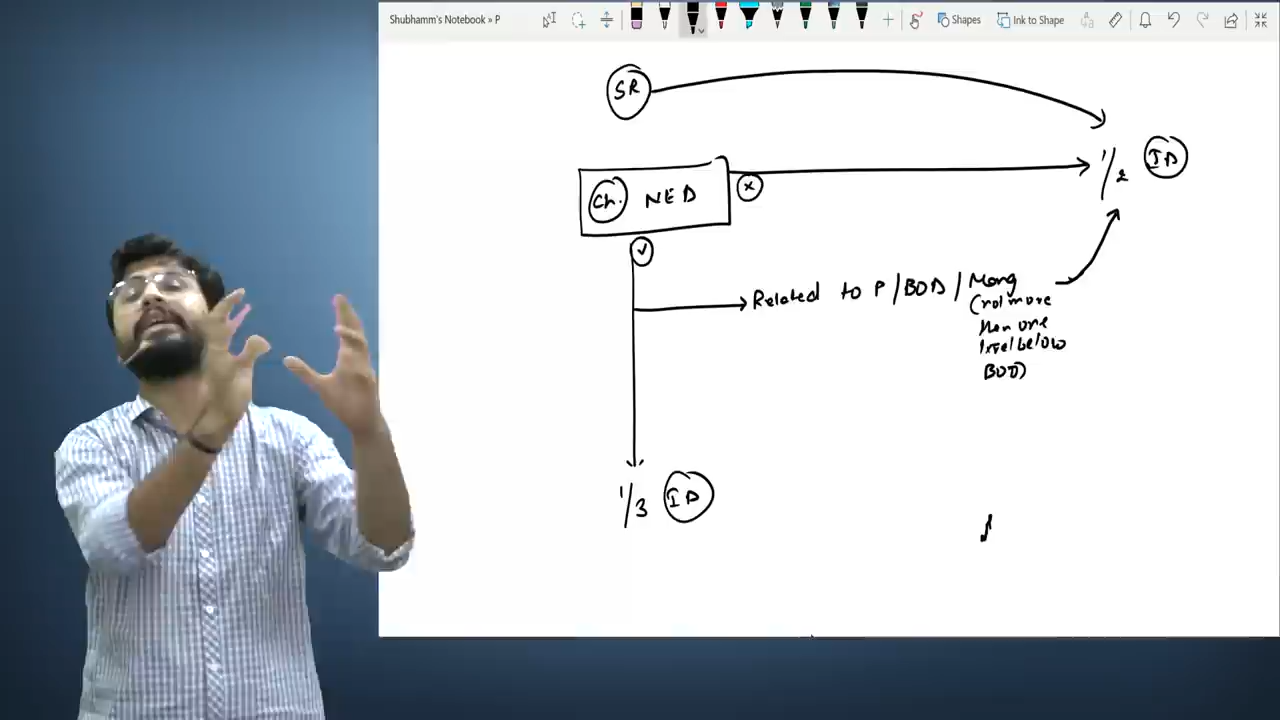 Shubhamm's Notebook » P
Shapes
Ink to Shape
SR
1/2 ID
Ch. NED
x
✓
Related to P/BOD/Mang
(not more
than one
level below
BOD)
1/3 ID